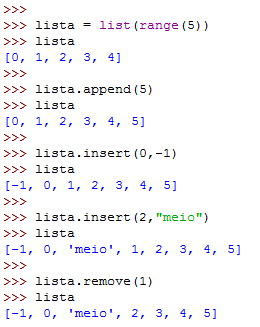 >>>
>>> lista = list(range(5))
>>> lista
[0, 1, 2, 3, 4]
>>>
>>> lista.append(5)
>>> lista
[0, 1, 2, 3, 4, 5]
>>>
>>> lista.insert(0,-1)
>>> lista
[-1, 0, 1, 2, 3, 4, 5]
>>>
>>> lista.insert(2,"meio")
>>> lista
[-1, 0, 'meio', 1, 2, 3, 4, 5]
>>>
>>> lista.remove(1)
>>> lista
[-1, 0, 'meio', 2, 3, 4, 5]